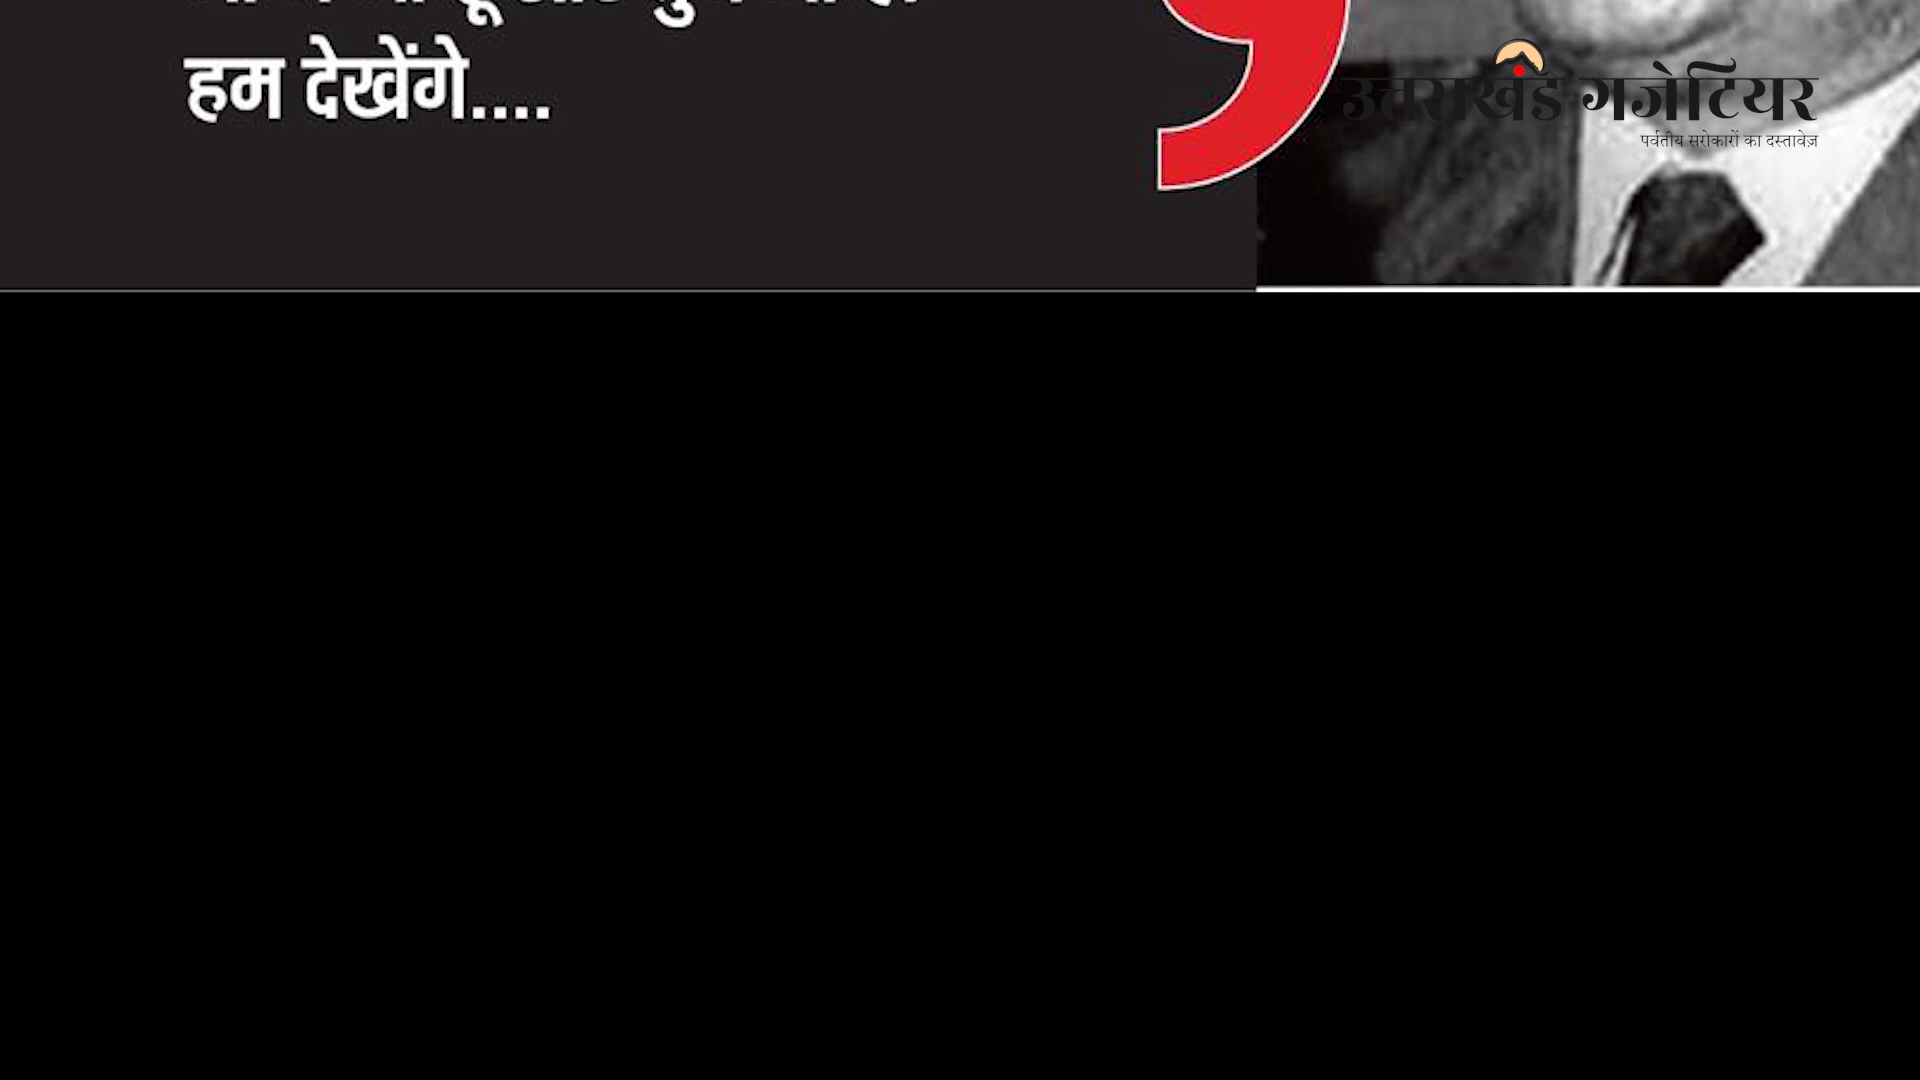 हम देखेंगे....
उत्तराखंड गजेटियर
पर्वतीय सरोकारों का दस्तावेज़